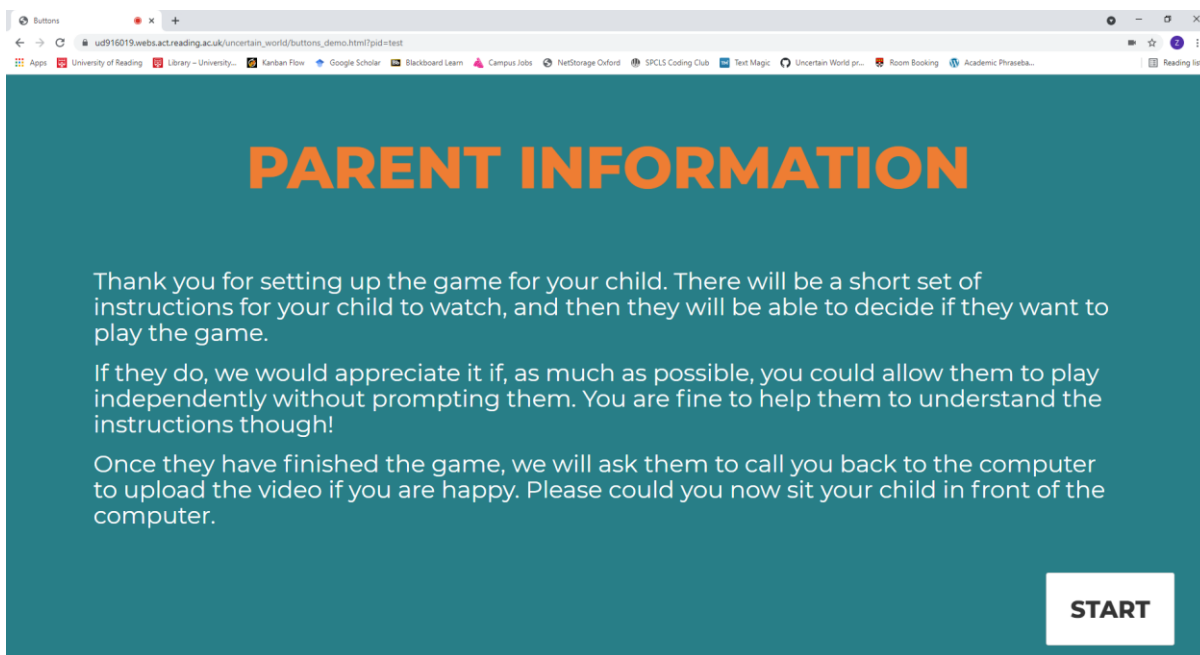 Buttons
ud916019.webs.act.reading.ac.uk/uncertain_world/buttons_demo.html?pid=test
Z
Apps University of Reading Library – University... Kanban Flow Google Scholar Blackboard Learn Campus Jobs NetStorage Oxford SPCLS Coding Club Text Magic Uncertain World pr... Room Booking Academic Phraseba... Reading lis
PARENT INFORMATION
Thank you for setting up the game for your child. There will be a short set of
instructions for your child to watch, and then they will be able to decide if they want to
play the game.
If they do, we would appreciate it if, as much as possible, you could allow them to play
independently without prompting them. You are fine to help them to understand the
instructions though!
Once they have finished the game, we will ask them to call you back to the computer
to upload the video if you are happy. Please could you now sit your child in front of the
computer.
START